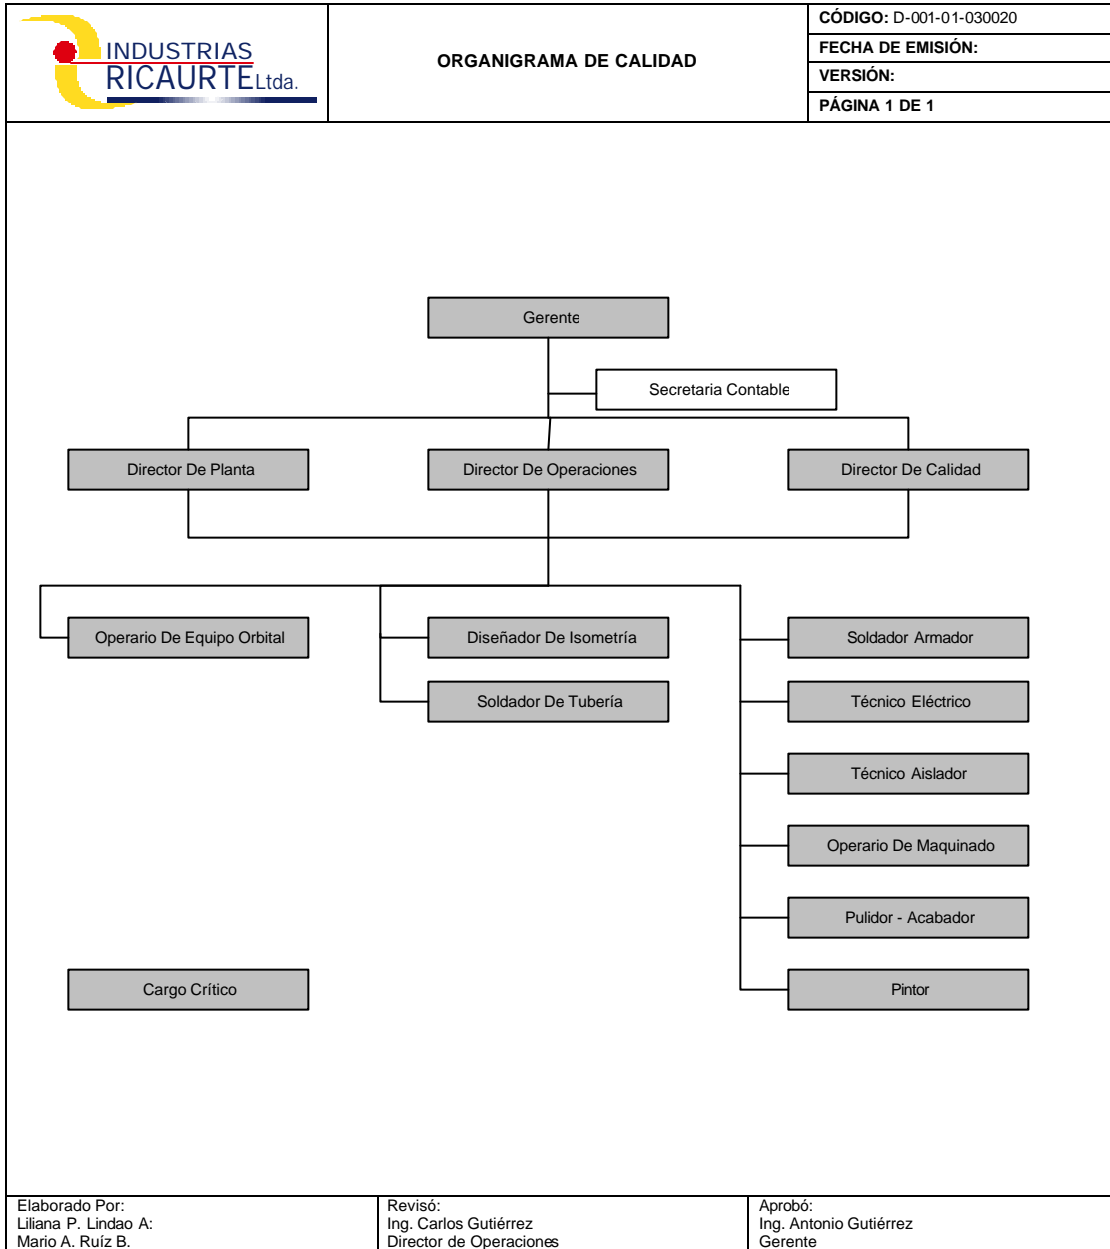 INDUSTRIAS
RICAURTE Ltda.
ORGANIGRAMA DE CALIDAD
CÓDIGO: D-001-01-030020
FECHA DE EMISIÓN:
VERSIÓN:
PÁGINA 1 DE 1
Gerente
Secretaria Contable
Director De Planta
Director De Operaciones
Director De Calidad
Operario De Equipo Orbital
Diseñador De Isometría
Soldador Armador
Soldador De Tubería
Técnico Eléctrico
Técnico Aislador
Operario De Maquinado
Pulidor - Acabador
Cargo Crítico
Pintor
Elaborado Por:
Liliana P. Lindao A:
Mario A. Ruíz B.
Revisó:
Ing. Carlos Gutiérrez
Director de Operaciones
Aprobó:
Ing. Antonio Gutiérrez
Gerente